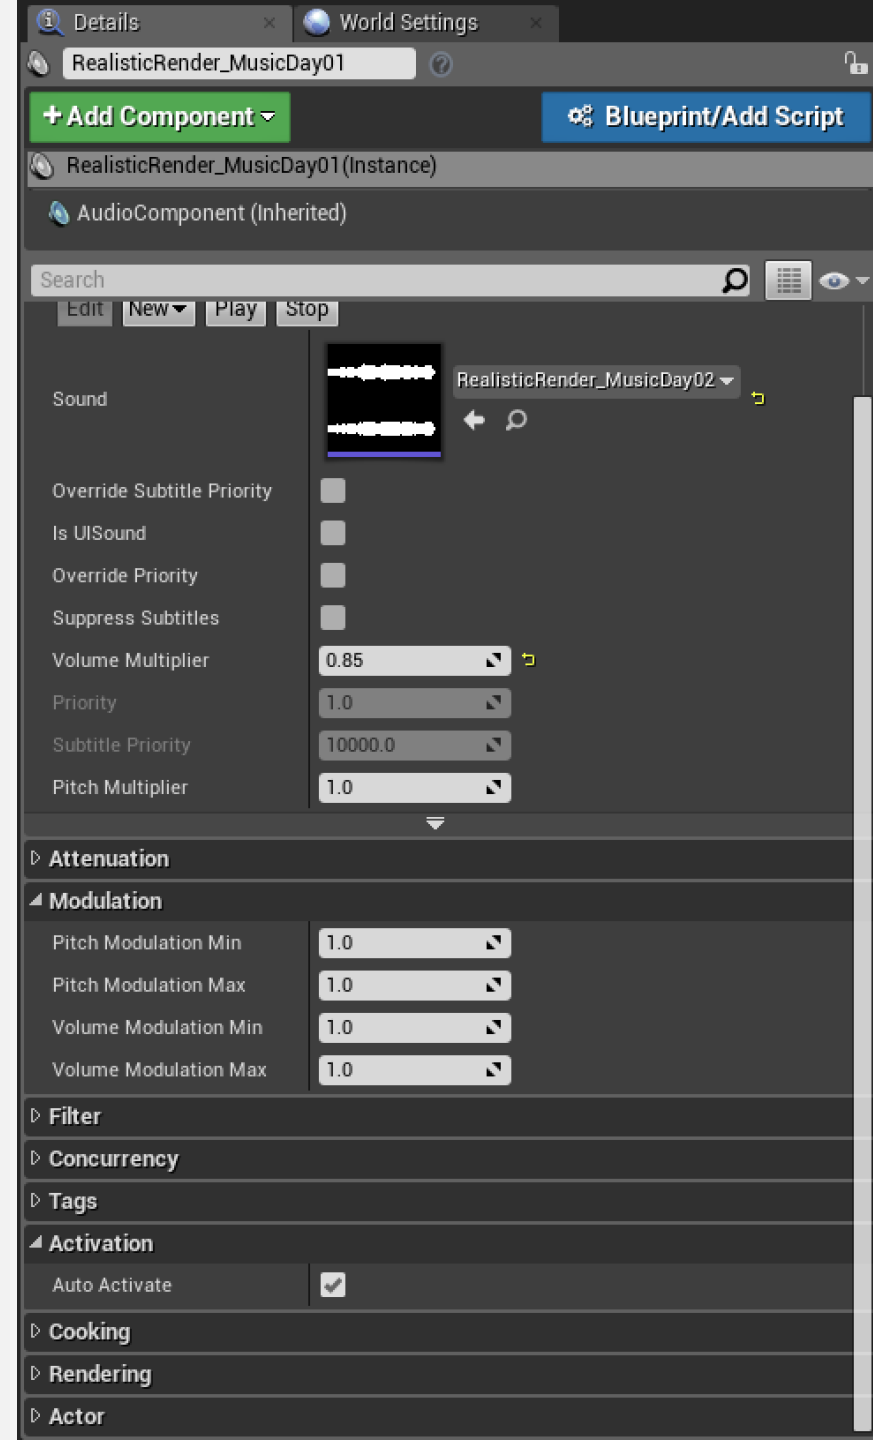 Details
World Settings
RealisticRender_MusicDay01
+ Add Component
Blueprint/Add Script
RealisticRender_MusicDay01(Instance)
AudioComponent (Inherited)
Search
Edit New Play Stop
Sound
RealisticRender_MusicDay02
Override Subtitle Priority
Is UISound
Override Priority
Suppress Subtitles
Volume Multiplier 0.85
Priority 1.0
Subtitle Priority 10000.0
Pitch Multiplier 1.0
Attenuation
Modulation
Pitch Modulation Min 1.0
Pitch Modulation Max 1.0
Volume Modulation Min 1.0
Volume Modulation Max 1.0
Filter
Concurrency
Tags
Activation
Auto Activate
Cooking
Rendering
Actor